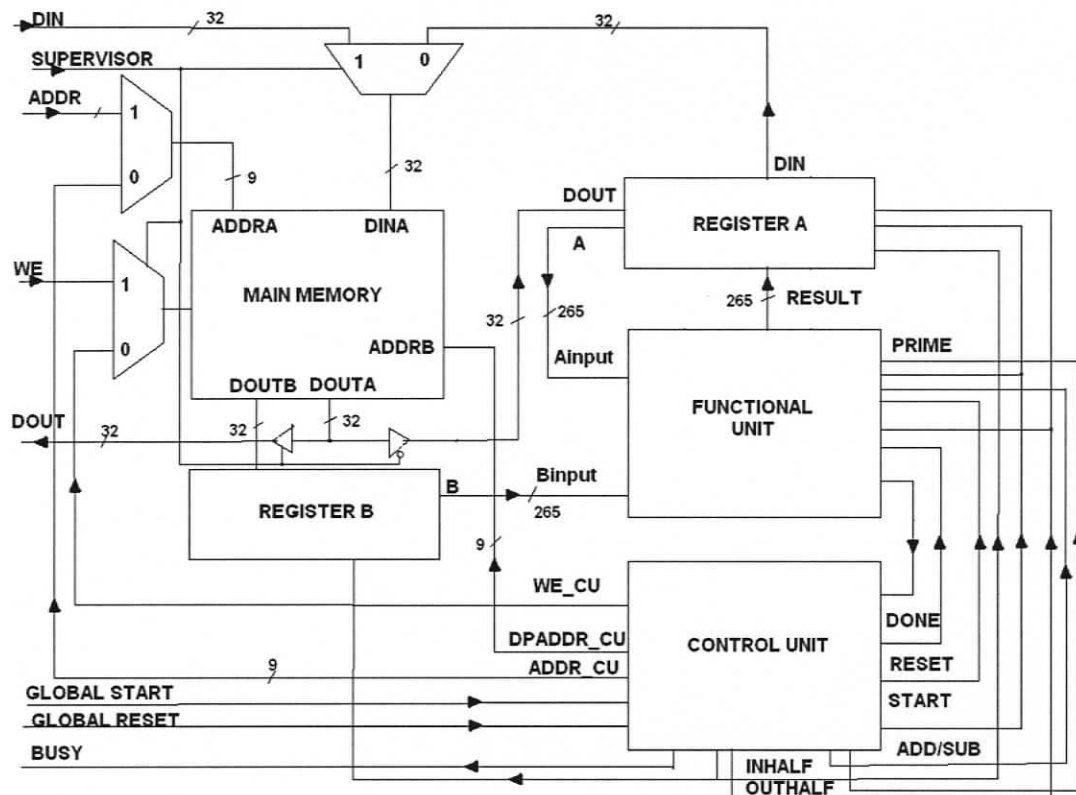 DIN
32
32
SUPERVISOR
1
0
ADDR
1
0
9
32
DIN
DOUT
REGISTER A
A
ADDRA
DINA
WE
1
0
MAIN MEMORY
265
RESULT
32
265
ADDRB
Ainput
PRIME
DOUTB
DOUTA
FUNCTIONAL
UNIT
DOUT
32
32
32
REGISTER B
B
Binput
265
9
WE_CU
DONE
DPADDR_CU
CONTROL UNIT
9
ADDR_CU
RESET
GLOBAL START
START
GLOBAL RESET
BUSY
ADD/SUB
INHALF
OUTHALF